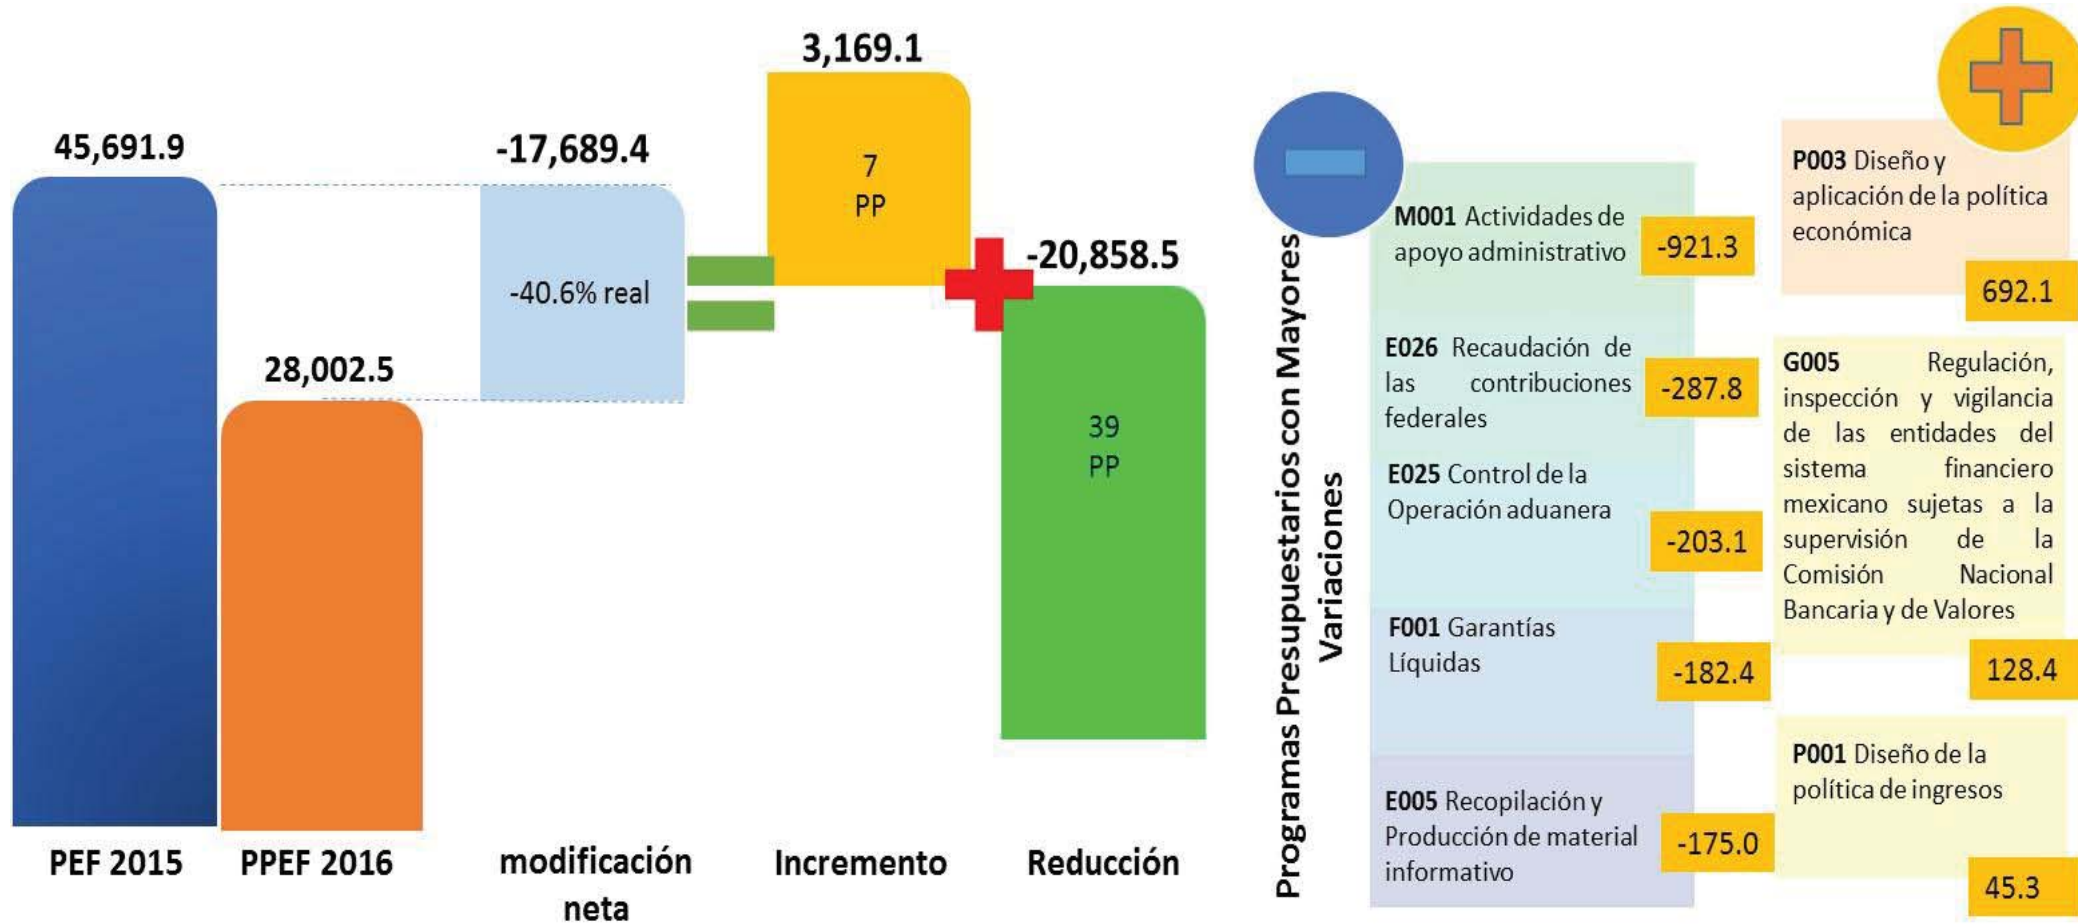 45,691.9
28,002.5
-17,689.4
-40.6% real
3,169.1
7
PP
-20,858.5
39
PP
PEF 2015
PPEF 2016
modificación
neta
Incremento
Reducción
Programas Presupuestarios con Mayores
Variaciones
M001 Actividades de
apoyo administrativo
-921.3
E026 Recaudación de
las contribuciones
federales
-287.8
E025 Control de la
Operación aduanera
-203.1
F001 Garantías
Líquidas
-182.4
E005 Recopilación y
Producción de material
informativo
-175.0
P003 Diseño y
aplicación de la política
económica
692.1
G005 Regulación,
inspección y vigilancia
de las entidades del
sistema financiero
mexicano sujetas a la
supervisión de la
Comisión Nacional
Bancaria y de Valores
128.4
P001 Diseño de la
política de ingresos
45.3